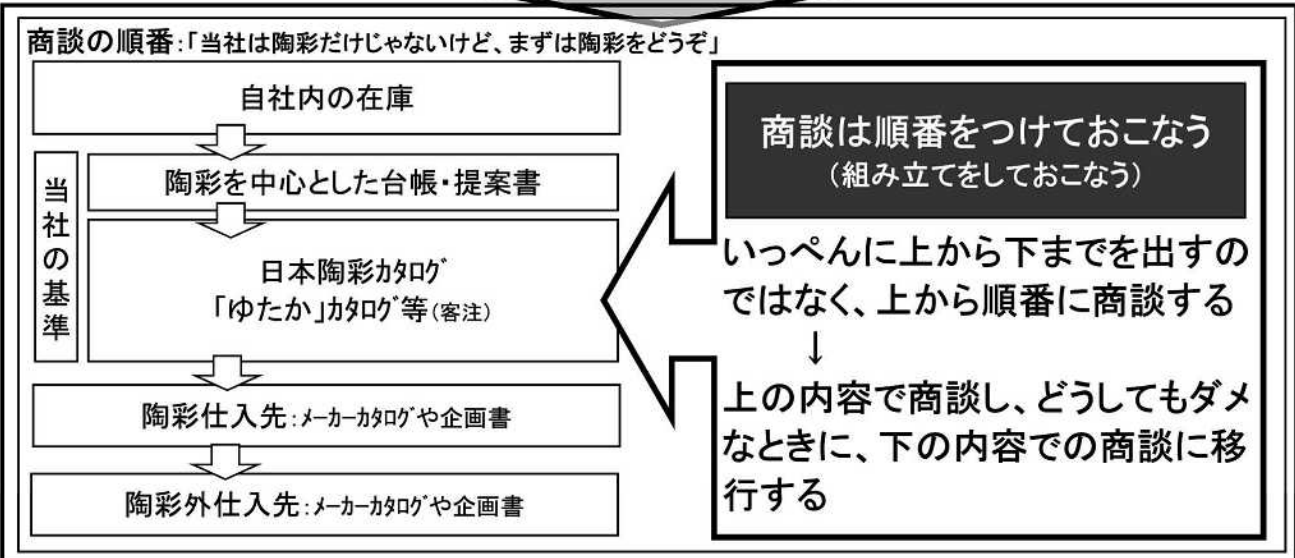 商談の順番:「当社は陶彩だけじゃないけど、まずは陶彩をどうぞ」
自社内の在庫
当社の基準
陶彩を中心とした台帳・提案書
日本陶彩ｶﾀﾛｸﾞ
「ゆたか」ｶﾀﾛｸﾞ等(客注)
陶彩仕入先:ﾒｰｶｰｶﾀﾛｸﾞや企画書
陶彩外仕入先:ﾒｰｶｰｶﾀﾛｸﾞや企画書
商談は順番をつけておこなう
(組み立てをしておこなう)
いっぺんに上から下までを出すの
ではなく、上から順番に商談する
↓
上の内容で商談し、どうしてもダメ
なときに、下の内容での商談に移
行する